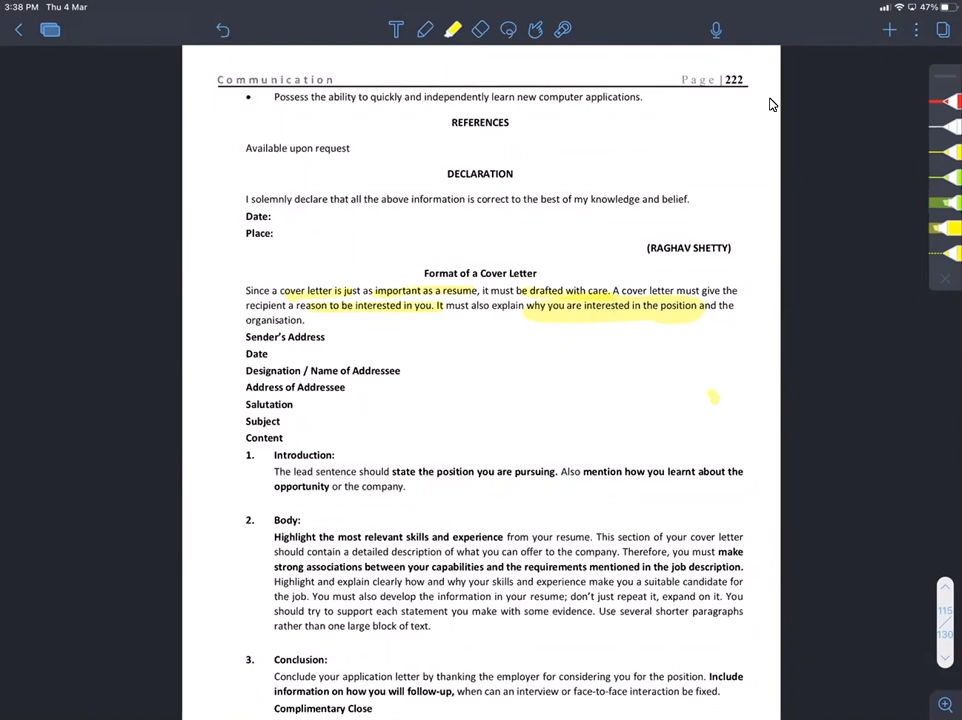 3:38 PM Thu 4 Mar
47%
Communication
Page | 222
• Possess the ability to quickly and independently learn new computer applications.
REFERENCES
Available upon request
DECLARATION
I solemnly declare that all the above information is correct to the best of my knowledge and belief.
Date:
Place:
(RAGHAV SHETTY)
Format of a Cover Letter
Since a cover letter is just as important as a resume, it must be drafted with care. A cover letter must give the
recipient a reason to be interested in you. It must also explain why you are interested in the position and the
organisation.
Sender's Address
Date
Designation / Name of Addressee
Address of Addressee
Salutation
Subject
Content
1. Introduction:
The lead sentence should state the position you are pursuing. Also mention how you learnt about the
opportunity or the company.
2. Body:
Highlight the most relevant skills and experience from your resume. This section of your cover letter
should contain a detailed description of what you can offer to the company. Therefore, you must make
strong associations between your capabilities and the requirements mentioned in the job description.
Highlight and explain clearly how and why your skills and experience make you a suitable candidate for
the job. You must also develop the information in your resume; don't just repeat it, expand on it. You
should try to support each statement you make with some evidence. Use several shorter paragraphs
rather than one large block of text.
3. Conclusion:
Conclude your application letter by thanking the employer for considering you for the position. Include
information on how you will follow-up, when can an interview or face-to-face interaction be fixed.
Complimentary Close
115
130